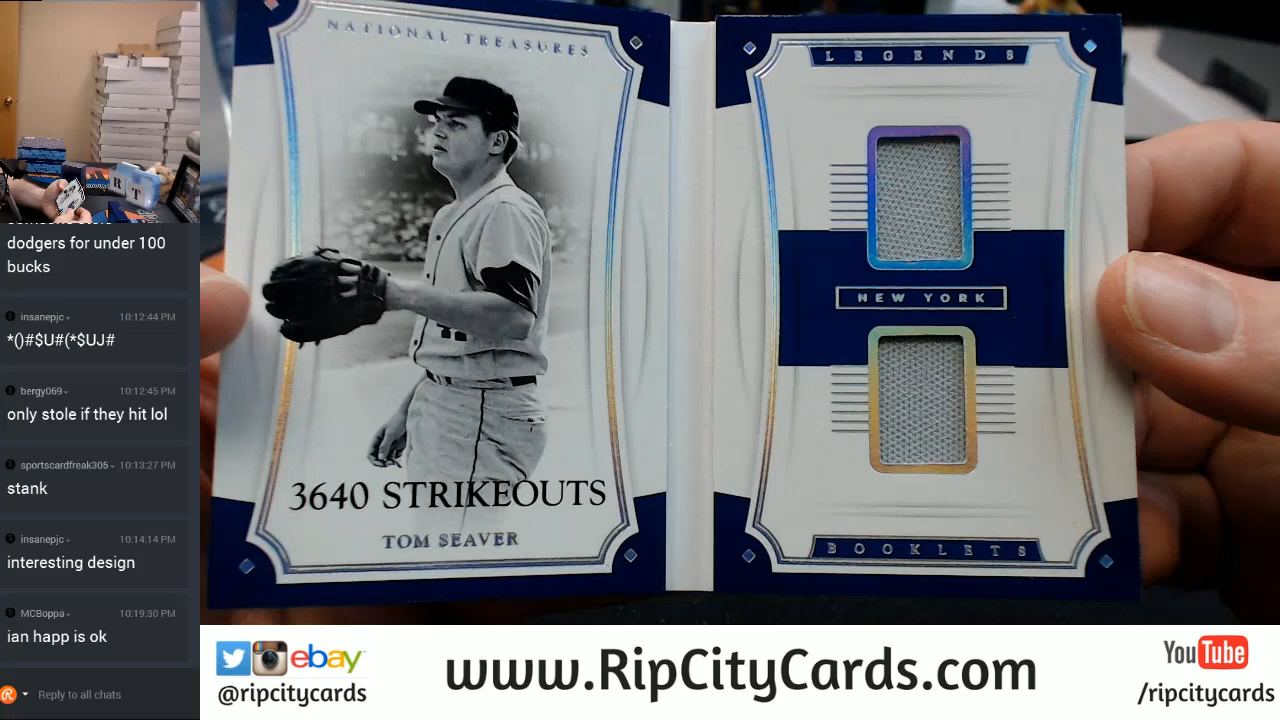 dodgers for under 100
bucks
insanepjc 10:12:44 PM
*()#$U#(*$UJ#
bergy069 10:12:45 PM
only stole if they hit lol
sportscardfreak305 10:13:27 PM
stank
insanepjc 10:14:14 PM
interesting design
MCBoppa 10:19:30 PM
ian happ is ok
Reply to all chats
R T
NATIONAL TREASURES
3640 STRIKEOUTS
TOM SEAVER
LEGENDS
NEW YORK
BOOKLETS
ebay
@ripcitycards
www.RipCityCards.com
YouTube
/ripcitycards